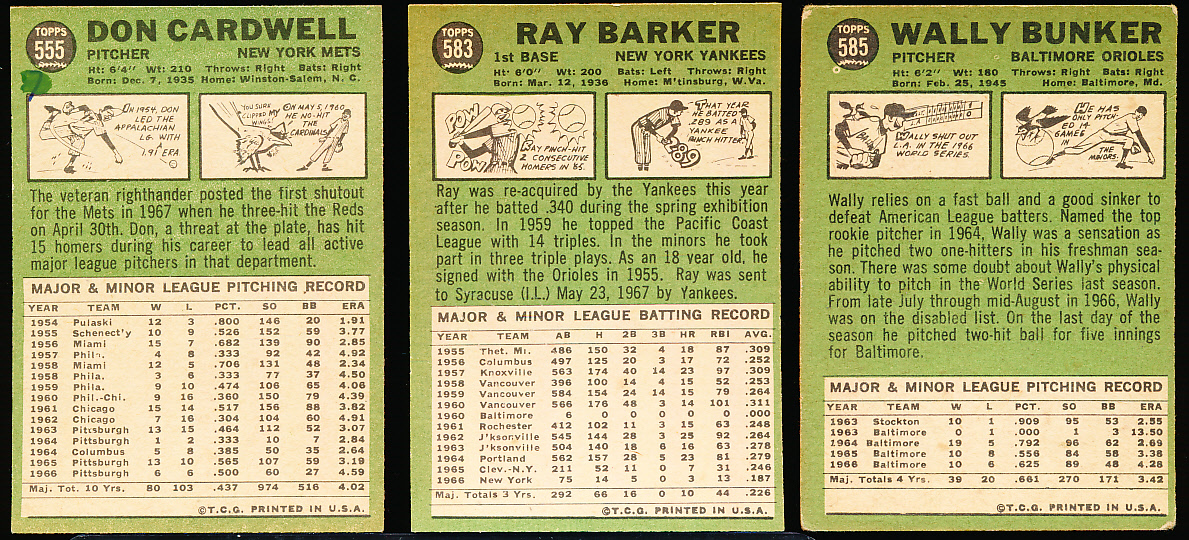 TOPPS
555
DON CARDWELL
PITCHER NEW YORK METS
Ht: 6'4" Wt: 210 Throws: Right Bats: Right
Born: Dec. 7, 1935 Home: Winston-Salem, N. C.
IN 1954, DON
LED THE
APPALACHIAN
LG. WITH
A
1.91 ERA
YOU SURE
CLIPPED MY
WINGS!
ON MAY 5, 1960
HE NO-HIT
THE
CARDINALS
The veteran righthander posted the first shutout
for the Mets in 1967 when he three-hit the Reds
on April 30th. Don, a threat at the plate, has hit
15 homers during his career to lead all active
major league pitchers in that department.
MAJOR & MINOR LEAGUE PITCHING RECORD
YEAR TEAM W L PCT. SO BB ERA
1954 Pulaski 12 3 .800 146 20 1.91
1955 Schenect'y 10 9 .526 152 59 3.77
1956 Miami 15 7 .682 139 90 2.85
1957 Phil. 4 8 .333 92 42 4.92
1958 Miami 12 5 .706 131 48 2.34
1958 Phila. 3 6 .333 77 37 4.50
1959 Phila. 9 10 .474 106 65 4.06
1960 Phil.-Chi. 9 16 .360 150 79 4.39
1961 Chicago 15 14 .517 156 88 3.82
1962 Chicago 7 16 .304 104 60 4.91
1963 Pittsburgh 13 15 .464 112 52 3.07
1964 Pittsburgh 1 2 .333 10 7 2.84
1964 Columbus 5 8 .385 50 35 2.64
1965 Pittsburgh 13 10 .565 107 59 3.19
1966 Pittsburgh 6 6 .500 60 27 4.59
Maj. Tot. 10 Yrs. 80 103 .437 974 516 4.02
©T.C.G. PRINTED IN U.S.A.
TOPPS
583
RAY BARKER
1st BASE NEW YORK YANKEES
Ht: 6'0" Wt: 200 Bats: Left Throws: Right
Born: Mar. 12, 1936 Home: M'tinsburg, W.Va.
POW
POW
RAY PINCH-HIT
2 CONSECUTIVE
HOMERS IN '65.
THAT YEAR
HE BATTED
.289 AS A
YANKEE
PINCH HITTER
289
Ray was re-acquired by the Yankees this year
after he batted .340 during the spring exhibition
season. In 1959 he topped the Pacific Coast
League with 14 triples. In the minors he took
part in three triple plays. As an 18 year old, he
signed with the Orioles in 1955. Ray was sent
to Syracuse (I.L.) May 23, 1967 by Yankees.
MAJOR & MINOR LEAGUE BATTING RECORD
YEAR TEAM AB H 2B 3B HR RBI AVG.
1955 Thet. Mi. 486 150 32 4 18 87 .309
1956 Columbus 497 125 20 3 17 72 .252
1957 Knoxville 563 174 40 14 23 97 .309
1958 Vancouver 396 100 14 4 15 52 .253
1959 Vancouver 584 154 24 14 15 79 .264
1960 Vancouver 566 176 48 3 14 101 .311
1960 Baltimore 6 0 0 0 0 0 .000
1961 Rochester 412 102 11 3 15 63 .248
1962 J'ksonville 545 144 28 3 25 92 .264
1963 J'ksonville 504 140 18 6 16 63 .278
1964 Portland 562 157 28 5 23 81 .279
1965 Clev.-N.Y. 211 52 11 0 7 31 .246
1966 New York 75 14 5 0 3 13 .187
Maj. Totals 3 Yrs. 292 66 16 0 10 44 .226
©T.C.G. PRINTED IN U.S.A.
TOPPS
585
WALLY BUNKER
PITCHER BALTIMORE ORIOLES
Ht: 6'2" Wt: 180 Throws: Right Bats: Right
Born: Feb. 25, 1945 Home: Baltimore, Md.
L.A.
WALLY SHUT OUT
L.A. IN THE 1966
WORLD SERIES.
HE HAS
ONLY PITCH-
ED 14
GAMES
IN
THE
MINORS.
Wally relies on a fast ball and a good sinker to
defeat American League batters. Named the top
rookie pitcher in 1964, Wally was a sensation as
he pitched two one-hitters in his freshman sea-
son. There was some doubt about Wally's physical
ability to pitch in the World Series last season.
From late July through mid-August in 1966, Wally
was on the disabled list. On the last day of the
season he pitched two-hit ball for five innings
for Baltimore.
MAJOR & MINOR LEAGUE PITCHING RECORD
YEAR TEAM W L PCT. SO BB ERA
1963 Stockton 10 1 .909 95 53 2.55
1963 Baltimore 0 1 .000 1 3 13.50
1964 Baltimore 19 5 .792 96 62 2.69
1965 Baltimore 10 8 .556 84 58 3.38
1966 Baltimore 10 6 .625 89 48 4.28
Maj. Totals 4 Yrs. 39 20 .661 270 171 3.42
©T.C.G. PRINTED IN U.S.A.